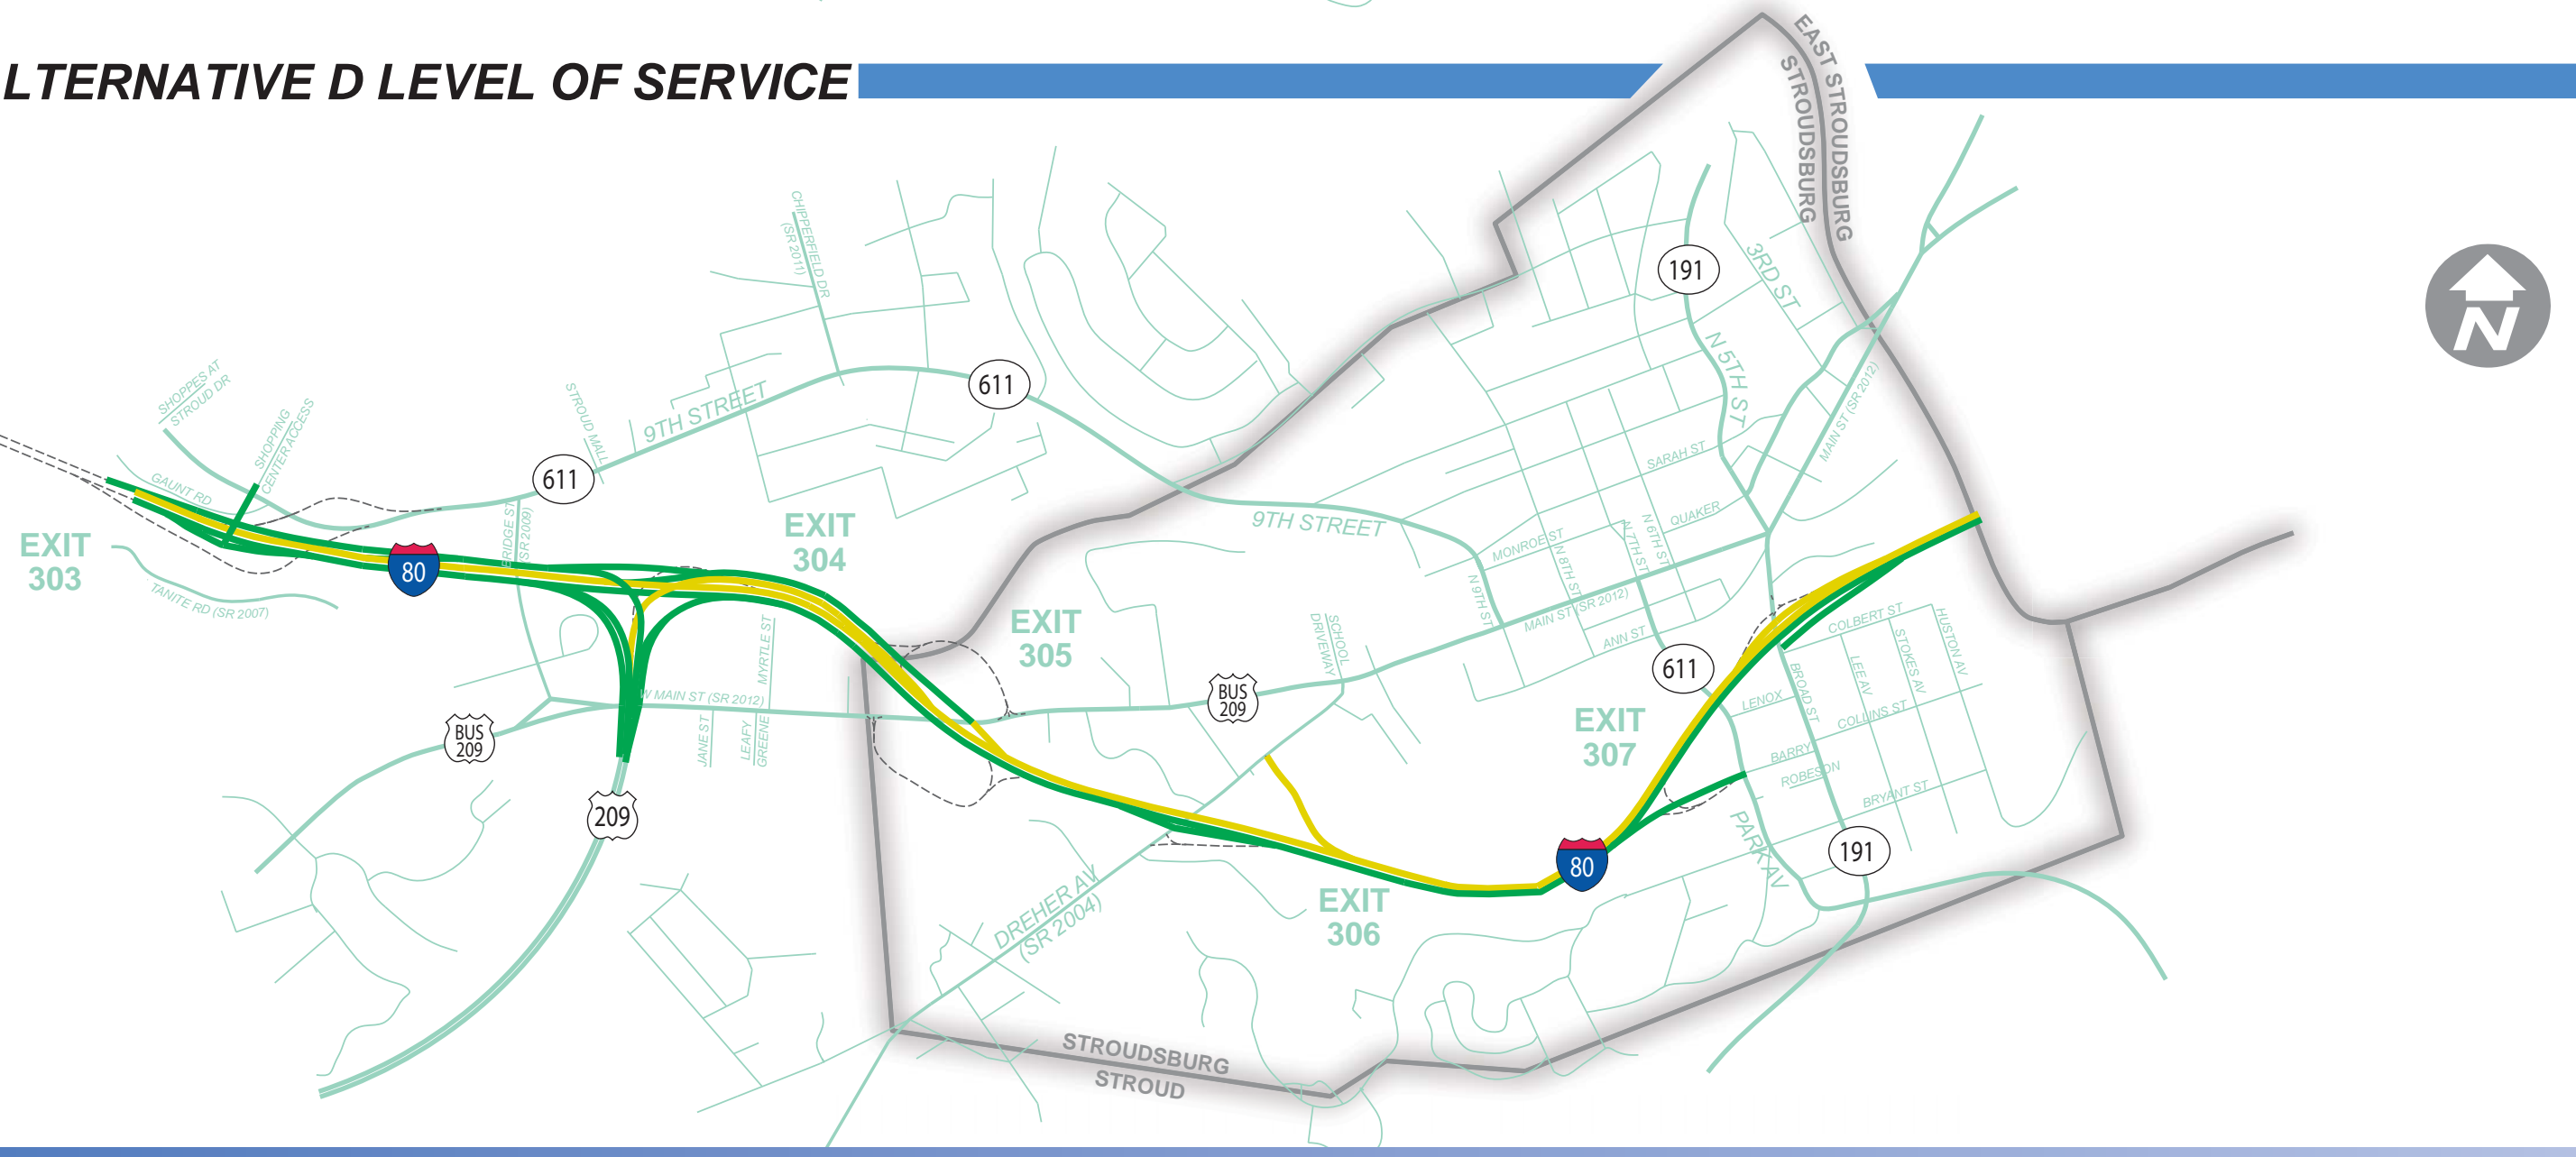 LTERNATIVE D LEVEL OF SERVICE
EAST STROUDSBURG
STROUDSBURG
CHIPPERFIELD DR
(SR 2011)
191
3RD ST
N
N 5TH ST
SHOPPES AT
STROUD DR
SHOPPING
CENTER ACCESS
STROUD MALL
9TH STREET
611
611
MAIN ST (SR 2012)
SARAH ST
QUAKER
GAUNT RD
BRIDGE ST
(SR 2009)
EXIT
304
9TH STREET
MONROE ST
N 9TH ST
N 8TH ST
N 7TH ST
N 6TH ST
EXIT
303
80
TANITE RD (SR 2007)
MAIN ST (SR 2012)
ANN ST
EXIT
305
SCHOOL
DRIVEWAY
MYRTLE ST
W MAIN ST (SR 2012)
611
COLBERT ST
HUSTON AV
STOKES AV
LEE AV
BROAD ST
LENOX
COLLINS ST
BUS
209
BUS
209
JANE ST
LEAFY
GREENE
EXIT
307
BARRY
ROBESON
BRYANT ST
209
80
PARK AV
191
DREHER AV
(SR 2004)
EXIT
306
STROUDSBURG
STROUD